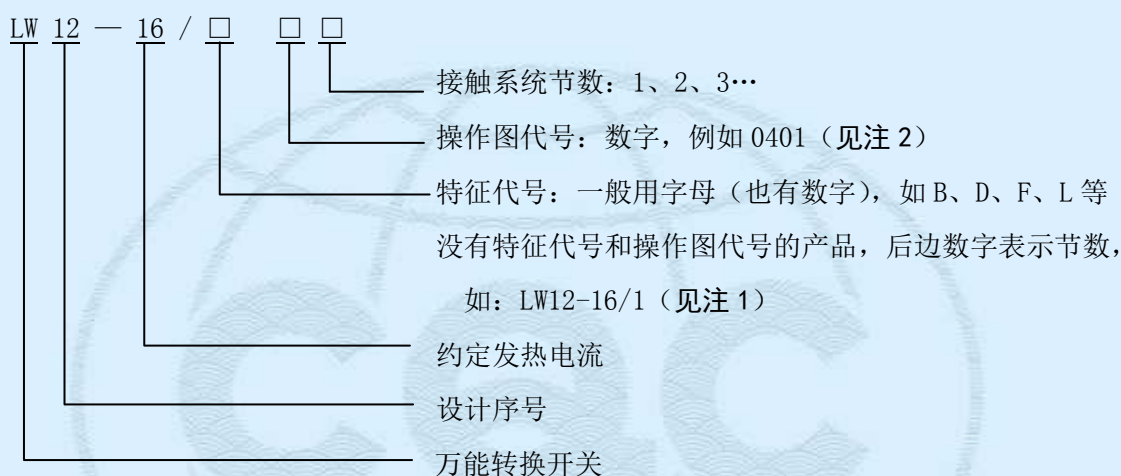 LW 12 — 16 / □ □ □
接触系统节数：1、2、3…
操作图代号：数字，例如 0401（见注 2）
特征代号：一般用字母（也有数字），如 B、D、F、L 等
没有特征代号和操作图代号的产品，后边数字表示节数，
如：LW12-16/1（见注 1）
约定发热电流
设计序号
万能转换开关
cqc